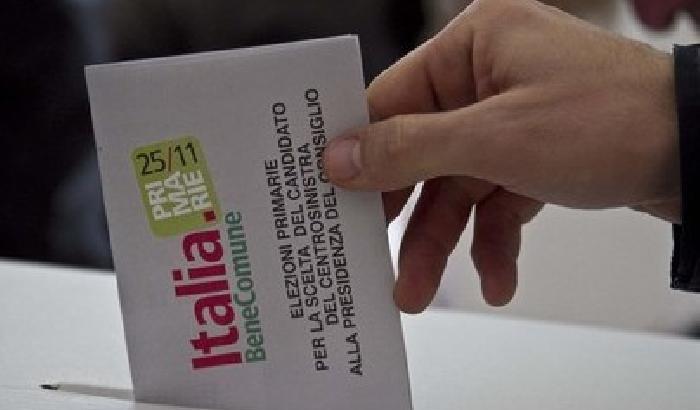 25/11
PRI
MA
RIE
Italia.
BeneComune
ELEZIONI PRIMARIE
PER LA SCELTA DEL CANDIDATO
DEL CENTROSINISTRA
ALLA PRESIDENZA DEL CONSIGLIO